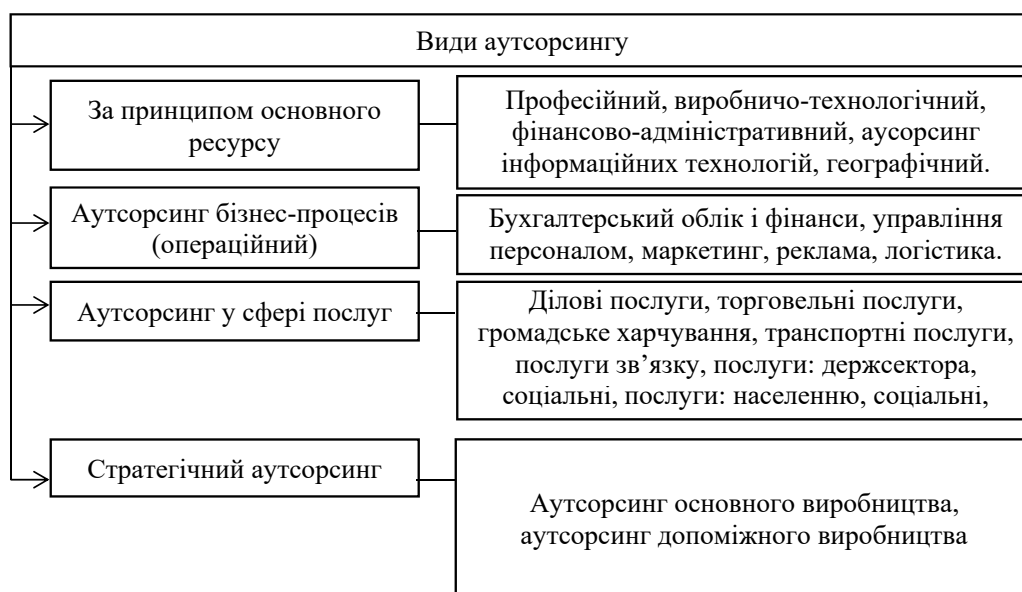 Види аутсорсингу
За принципом основного
ресурсу
Професійний, виробничо-технологічний,
фінансово-адміністративний, аусорсинг
інформаційних технологій, географічний.
Аутсорсинг бізнес-процесів
(операційний)
Бухгалтерський облік і фінанси, управління
персоналом, маркетинг, реклама, логістика.
Аутсорсинг у сфері послуг
Ділові послуги, торговельні послуги,
громадське харчування, транспортні послуги,
послуги зв’язку, послуги: держсектора,
соціальні, послуги: населенню, соціальні,
Стратегічний аутсорсинг
Аутсорсинг основного виробництва,
аутсорсинг допоміжного виробництва